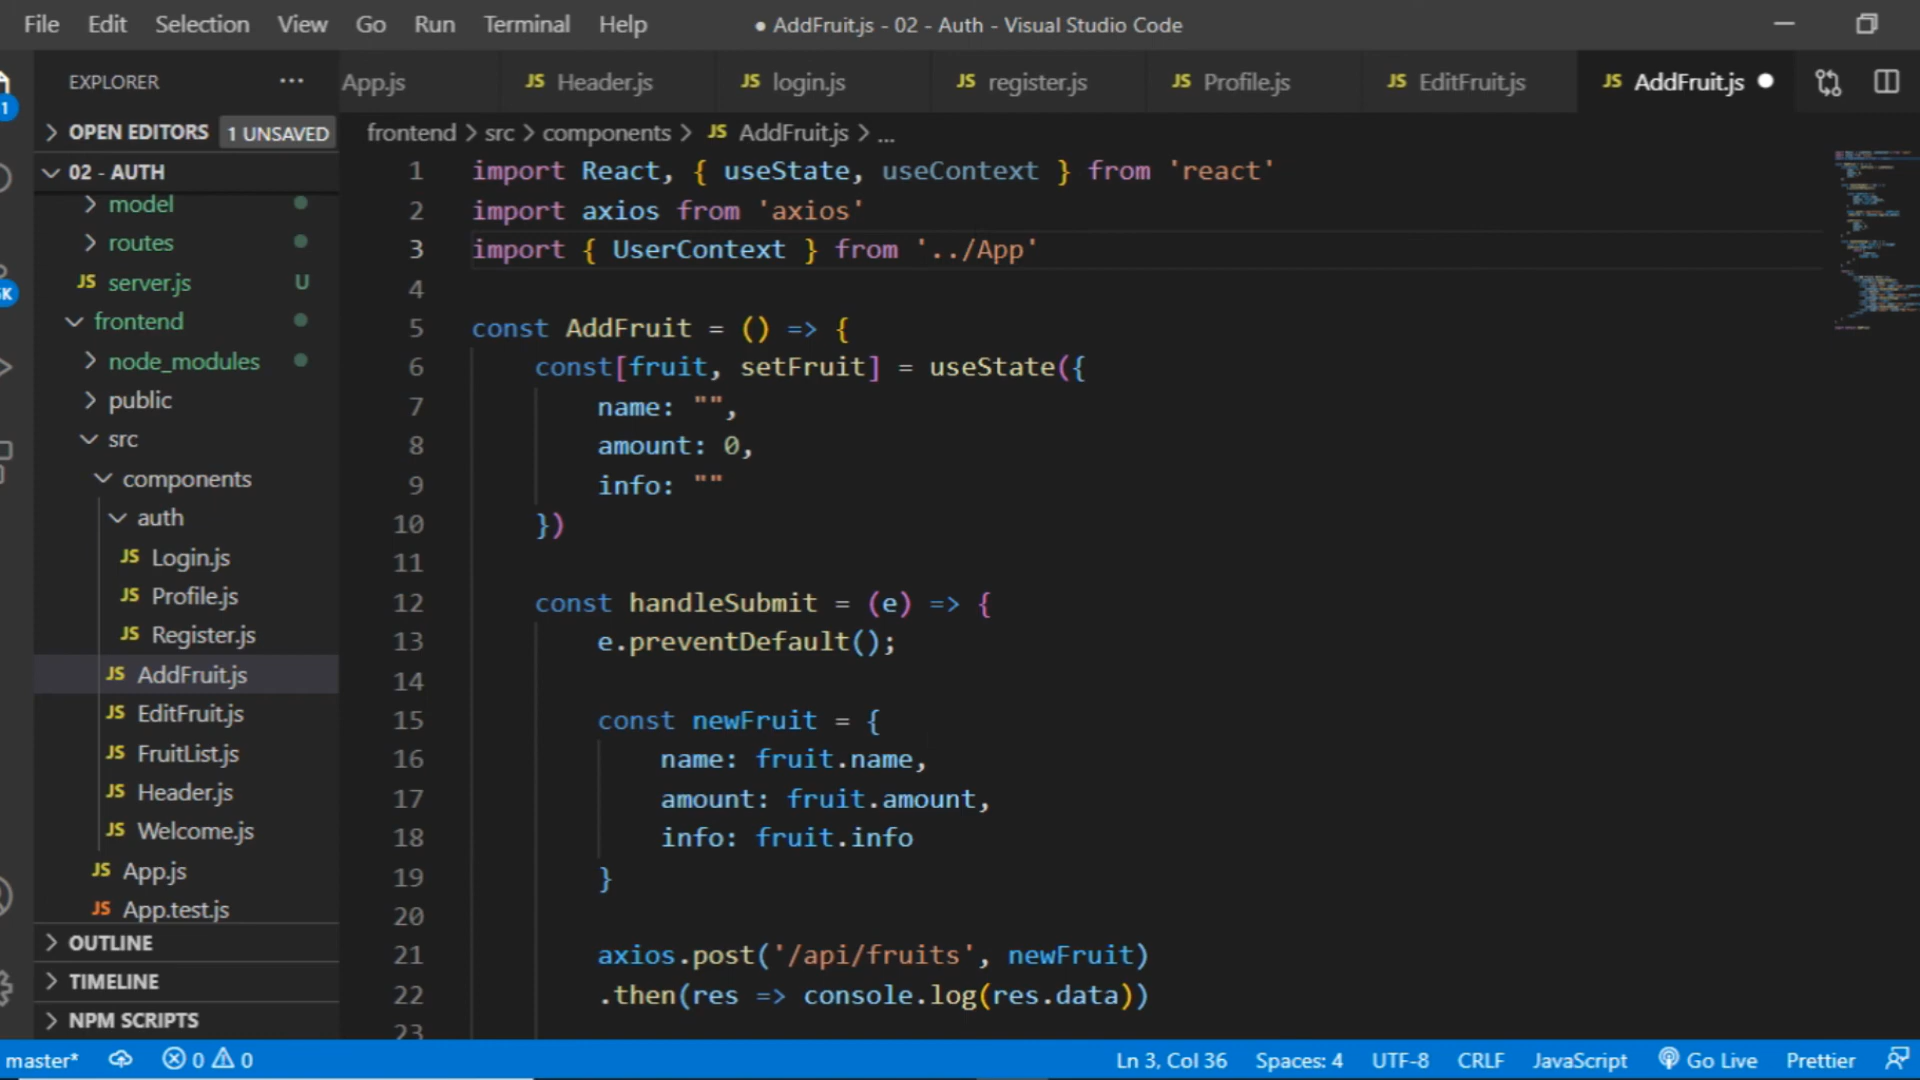 File Edit Selection View Go Run Terminal Help
● AddFruit.js - 02 - Auth - Visual Studio Code
EXPLORER ...
App.js
JS Header.js
JS login.js
JS register.js
JS Profile.js
JS EditFruit.js
JS AddFruit.js ●
1
K
OPEN EDITORS 1 UNSAVED
02 - AUTH
model
routes
JS server.js U
frontend
node_modules
public
src
components
auth
JS Login.js
JS Profile.js
JS Register.js
JS AddFruit.js
JS EditFruit.js
JS FruitList.js
JS Header.js
JS Welcome.js
JS App.js
JS App.test.js
OUTLINE
TIMELINE
NPM SCRIPTS
frontend > src > components > JS AddFruit.js > ...
1 import React, { useState, useContext } from 'react'
2 import axios from 'axios'
3 import { UserContext } from '../App'
4
5 const AddFruit = () => {
6 const[fruit, setFruit] = useState({
7 name: "",
8 amount: 0,
9 info: ""
10 })
11
12 const handleSubmit = (e) => {
13 e.preventDefault();
14
15 const newFruit = {
16 name: fruit.name,
17 amount: fruit.amount,
18 info: fruit.info
19 }
20
21 axios.post('/api/fruits', newFruit)
22 .then(res => console.log(res.data))
23
master* 0 0 Ln 3, Col 36 Spaces: 4 UTF-8 CRLF JavaScript Go Live Prettier